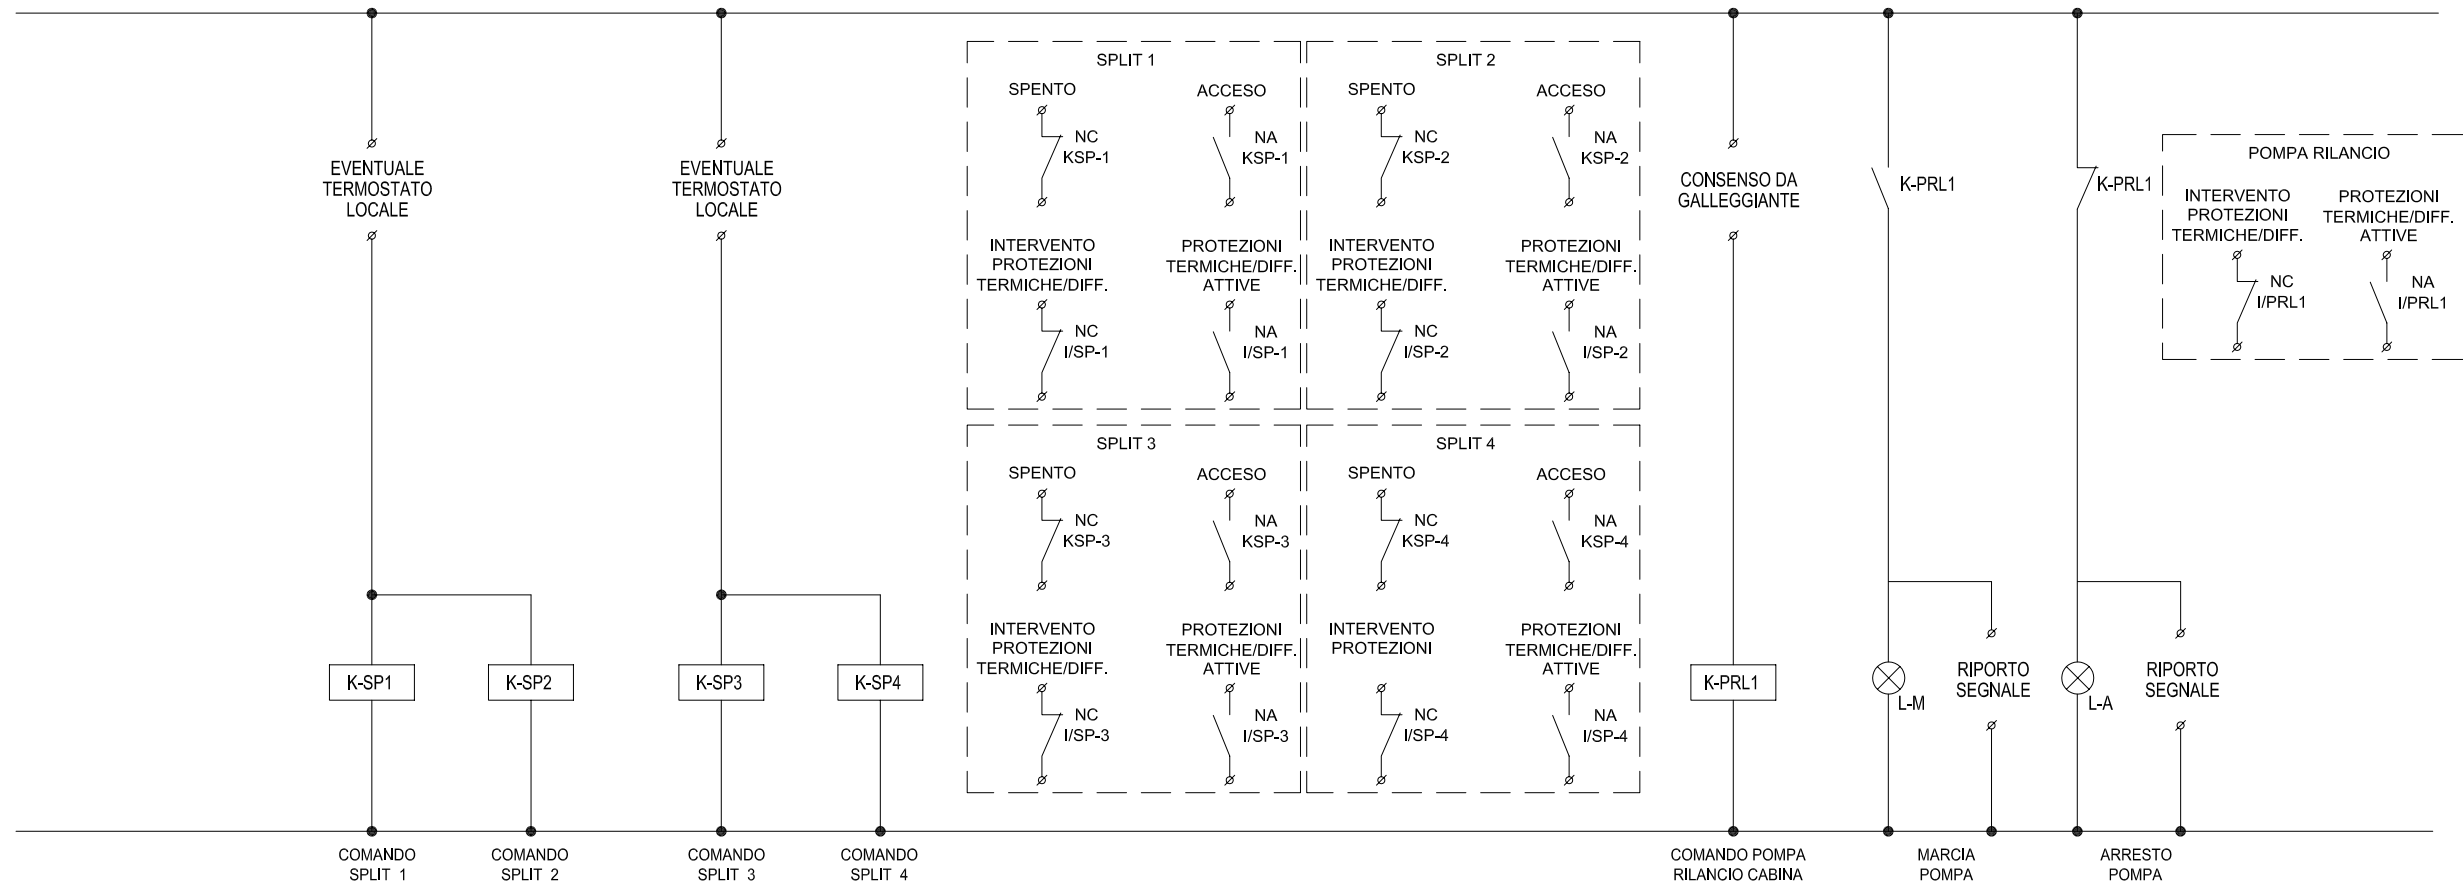 EVENTUALE
TERMOSTATO
LOCALE
K-SP1
K-SP2
COMANDO
SPLIT 1
COMANDO
SPLIT 2
EVENTUALE
TERMOSTATO
LOCALE
K-SP3
K-SP4
COMANDO
SPLIT 3
COMANDO
SPLIT 4
SPLIT 1
SPENTO
NC
KSP-1
ACCESO
NA
KSP-1
INTERVENTO
PROTEZIONI
TERMICHE/DIFF.
NC
I/SP-1
PROTEZIONI
TERMICHE/DIFF.
ATTIVE
NA
I/SP-1
SPLIT 2
SPENTO
NC
KSP-2
ACCESO
NA
KSP-2
INTERVENTO
PROTEZIONI
TERMICHE/DIFF.
NC
I/SP-2
PROTEZIONI
TERMICHE/DIFF.
ATTIVE
NA
I/SP-2
SPLIT 3
SPENTO
NC
KSP-3
ACCESO
NA
KSP-3
INTERVENTO
PROTEZIONI
TERMICHE/DIFF.
NC
I/SP-3
PROTEZIONI
TERMICHE/DIFF.
ATTIVE
NA
I/SP-3
SPLIT 4
SPENTO
NC
KSP-4
ACCESO
NA
KSP-4
INTERVENTO
PROTEZIONI
NC
I/SP-4
PROTEZIONI
TERMICHE/DIFF.
ATTIVE
NA
I/SP-4
CONSENSO DA
GALLEGGIANTE
K-PRL1
COMANDO POMPA
RILANCIO CABINA
K-PRL1
L-M
RIPORTO
SEGNALE
MARCIA
POMPA
K-PRL1
L-A
RIPORTO
SEGNALE
ARRESTO
POMPA
POMPA RILANCIO
INTERVENTO
PROTEZIONI
TERMICHE/DIFF.
NC
I/PRL1
PROTEZIONI
TERMICHE/DIFF.
ATTIVE
NA
I/PRL1